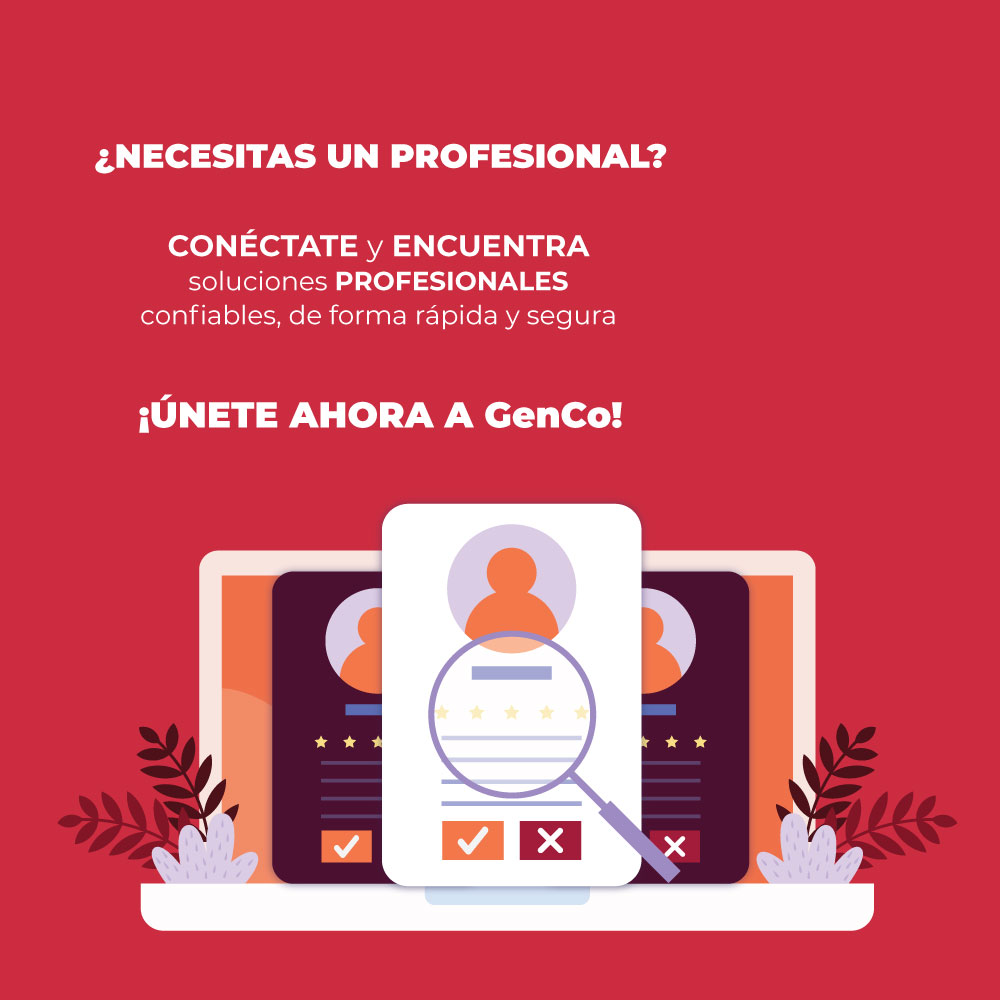 ¿NECESITAS UN PROFESIONAL?
CONÉCTATE y ENCUENTRA
soluciones PROFESIONALES
confiables, de forma rápida y segura
¡ÚNETE AHORA A GenCo!